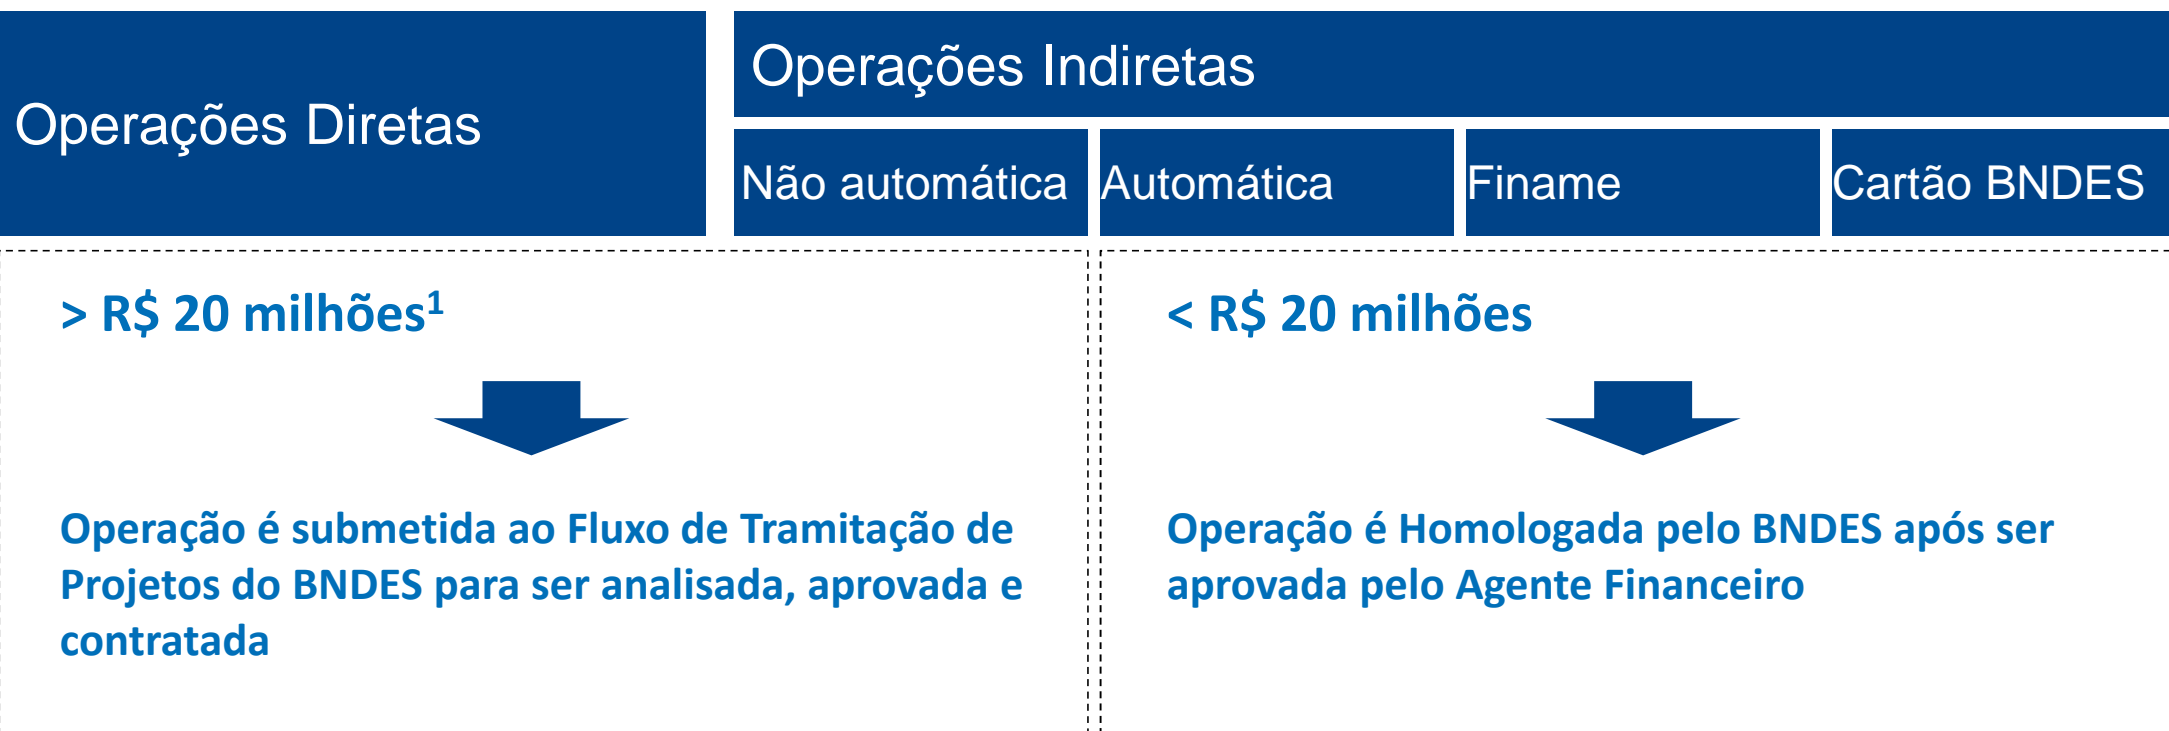 Operações Diretas
Operações Indiretas
Não automática
Automática
Finame
Cartão BNDES
> R$ 20 milhões¹
Operação é submetida ao Fluxo de Tramitação de
Projetos do BNDES para ser analisada, aprovada e
contratada
< R$ 20 milhões
Operação é Homologada pelo BNDES após ser
aprovada pelo Agente Financeiro